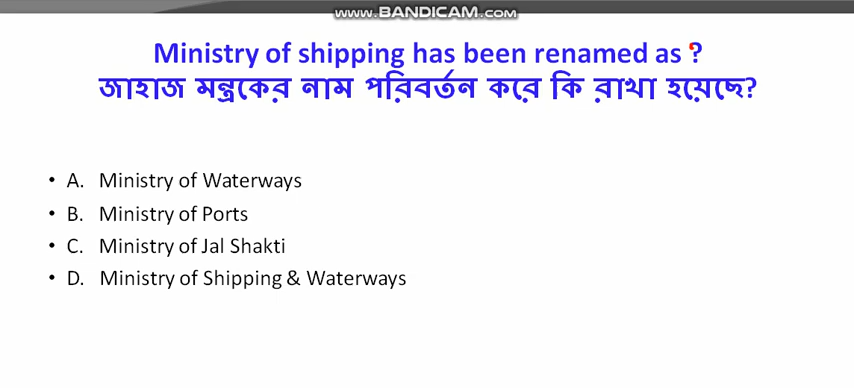 WWW.BANDICAM.COM
Ministry of shipping has been renamed as ?
জাহাজ মন্ত্রকের নাম পরিবর্তন করে কি রাখা হয়েছে?
• A. Ministry of Waterways
• B. Ministry of Ports
• C. Ministry of Jal Shakti
• D. Ministry of Shipping & Waterways